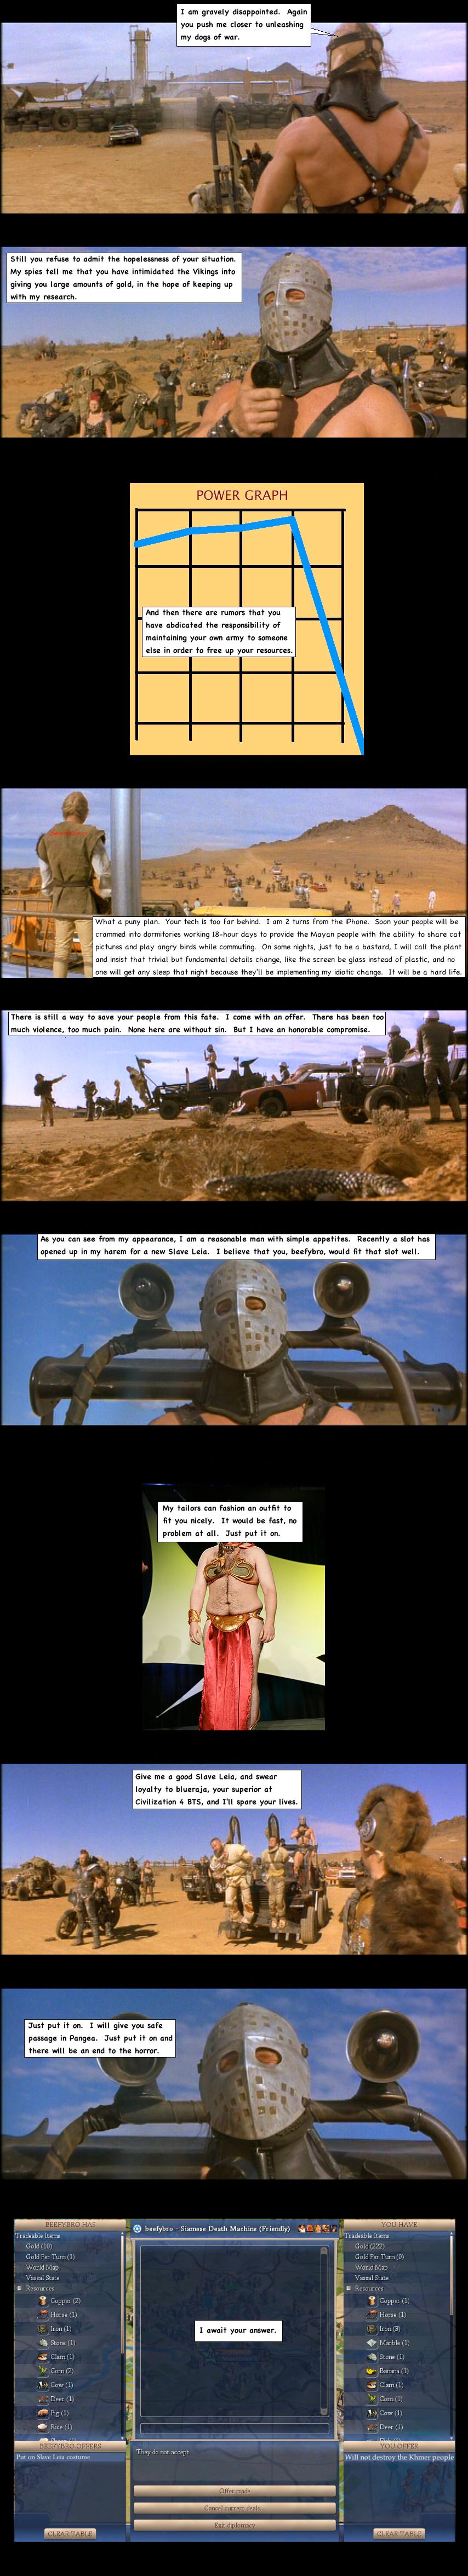 I am gravely disappointed. Again
you push me closer to unleashing
my dogs of war.
Still you refuse to admit the hopelessness of your situation.
My spies tell me that you have intimidated the Vikings into
giving you large amounts of gold, in the hope of keeping up
with my research.
POWER GRAPH
And then there are rumors that you
have abdicated the responsibility of
maintaining your own army to someone
else in order to free up your resources.
What a puny plan. Your tech is too far behind. I am 2 turns from the iPhone. Soon your people will be
crammed into dormitories working 18-hour days to provide the Mayan people with the ability to share cat
pictures and play angry birds while commuting. On some nights, just to be a bastard, I will call the plant
and insist that trivial but fundamental details change, like the screen be glass instead of plastic, and no
one will get any sleep that night because they'll be implementing my idiotic change. It will be a hard life.
There is still a way to save your people from this fate. I come with an offer. There has been too
much violence, too much pain. None here are without sin. But I have an honorable compromise.
As you can see from my appearance, I am a reasonable man with simple appetites. Recently a slot has
opened up in my harem for a new Slave Leia. I believe that you, beefybro, would fit that slot well.
My tailors can fashion an outfit to
fit you nicely. It would be fast, no
problem at all. Just put it on.
Give me a good Slave Leia, and swear
loyalty to blueraja, your superior at
Civilization 4 BTS, and I'll spare your lives.
Just put it on. I will give you safe
passage in Pangea. Just put it on and
there will be an end to the horror.
BEEFYBRO HAS
Tradeable Items
Gold (10)
Gold Per Turn (1)
World Map
Vassal State
Resources
Copper (2)
Horse (1)
Iron (1)
Stone (1)
Clam (1)
Corn (2)
Cow (1)
Deer (1)
Pig (1)
Rice (1)
BEEFYBRO OFFERS
Put on Slave Leia costume
CLEAR TABLE
beefybro - Siamese Death Machine (Friendly)
I await your answer.
They do not accept
Offer trade
Cancel current deals...
Exit diplomacy
YOU HAVE
Tradeable Items
Gold (222)
Gold Per Turn (8)
World Map
Vassal State
Resources
Copper (1)
Horse (1)
Iron (3)
Marble (1)
Stone (1)
Banana (1)
Clam (1)
Corn (1)
Cow (1)
Deer (1)
YOU OFFER
Will not destroy the Khmer people
CLEAR TABLE